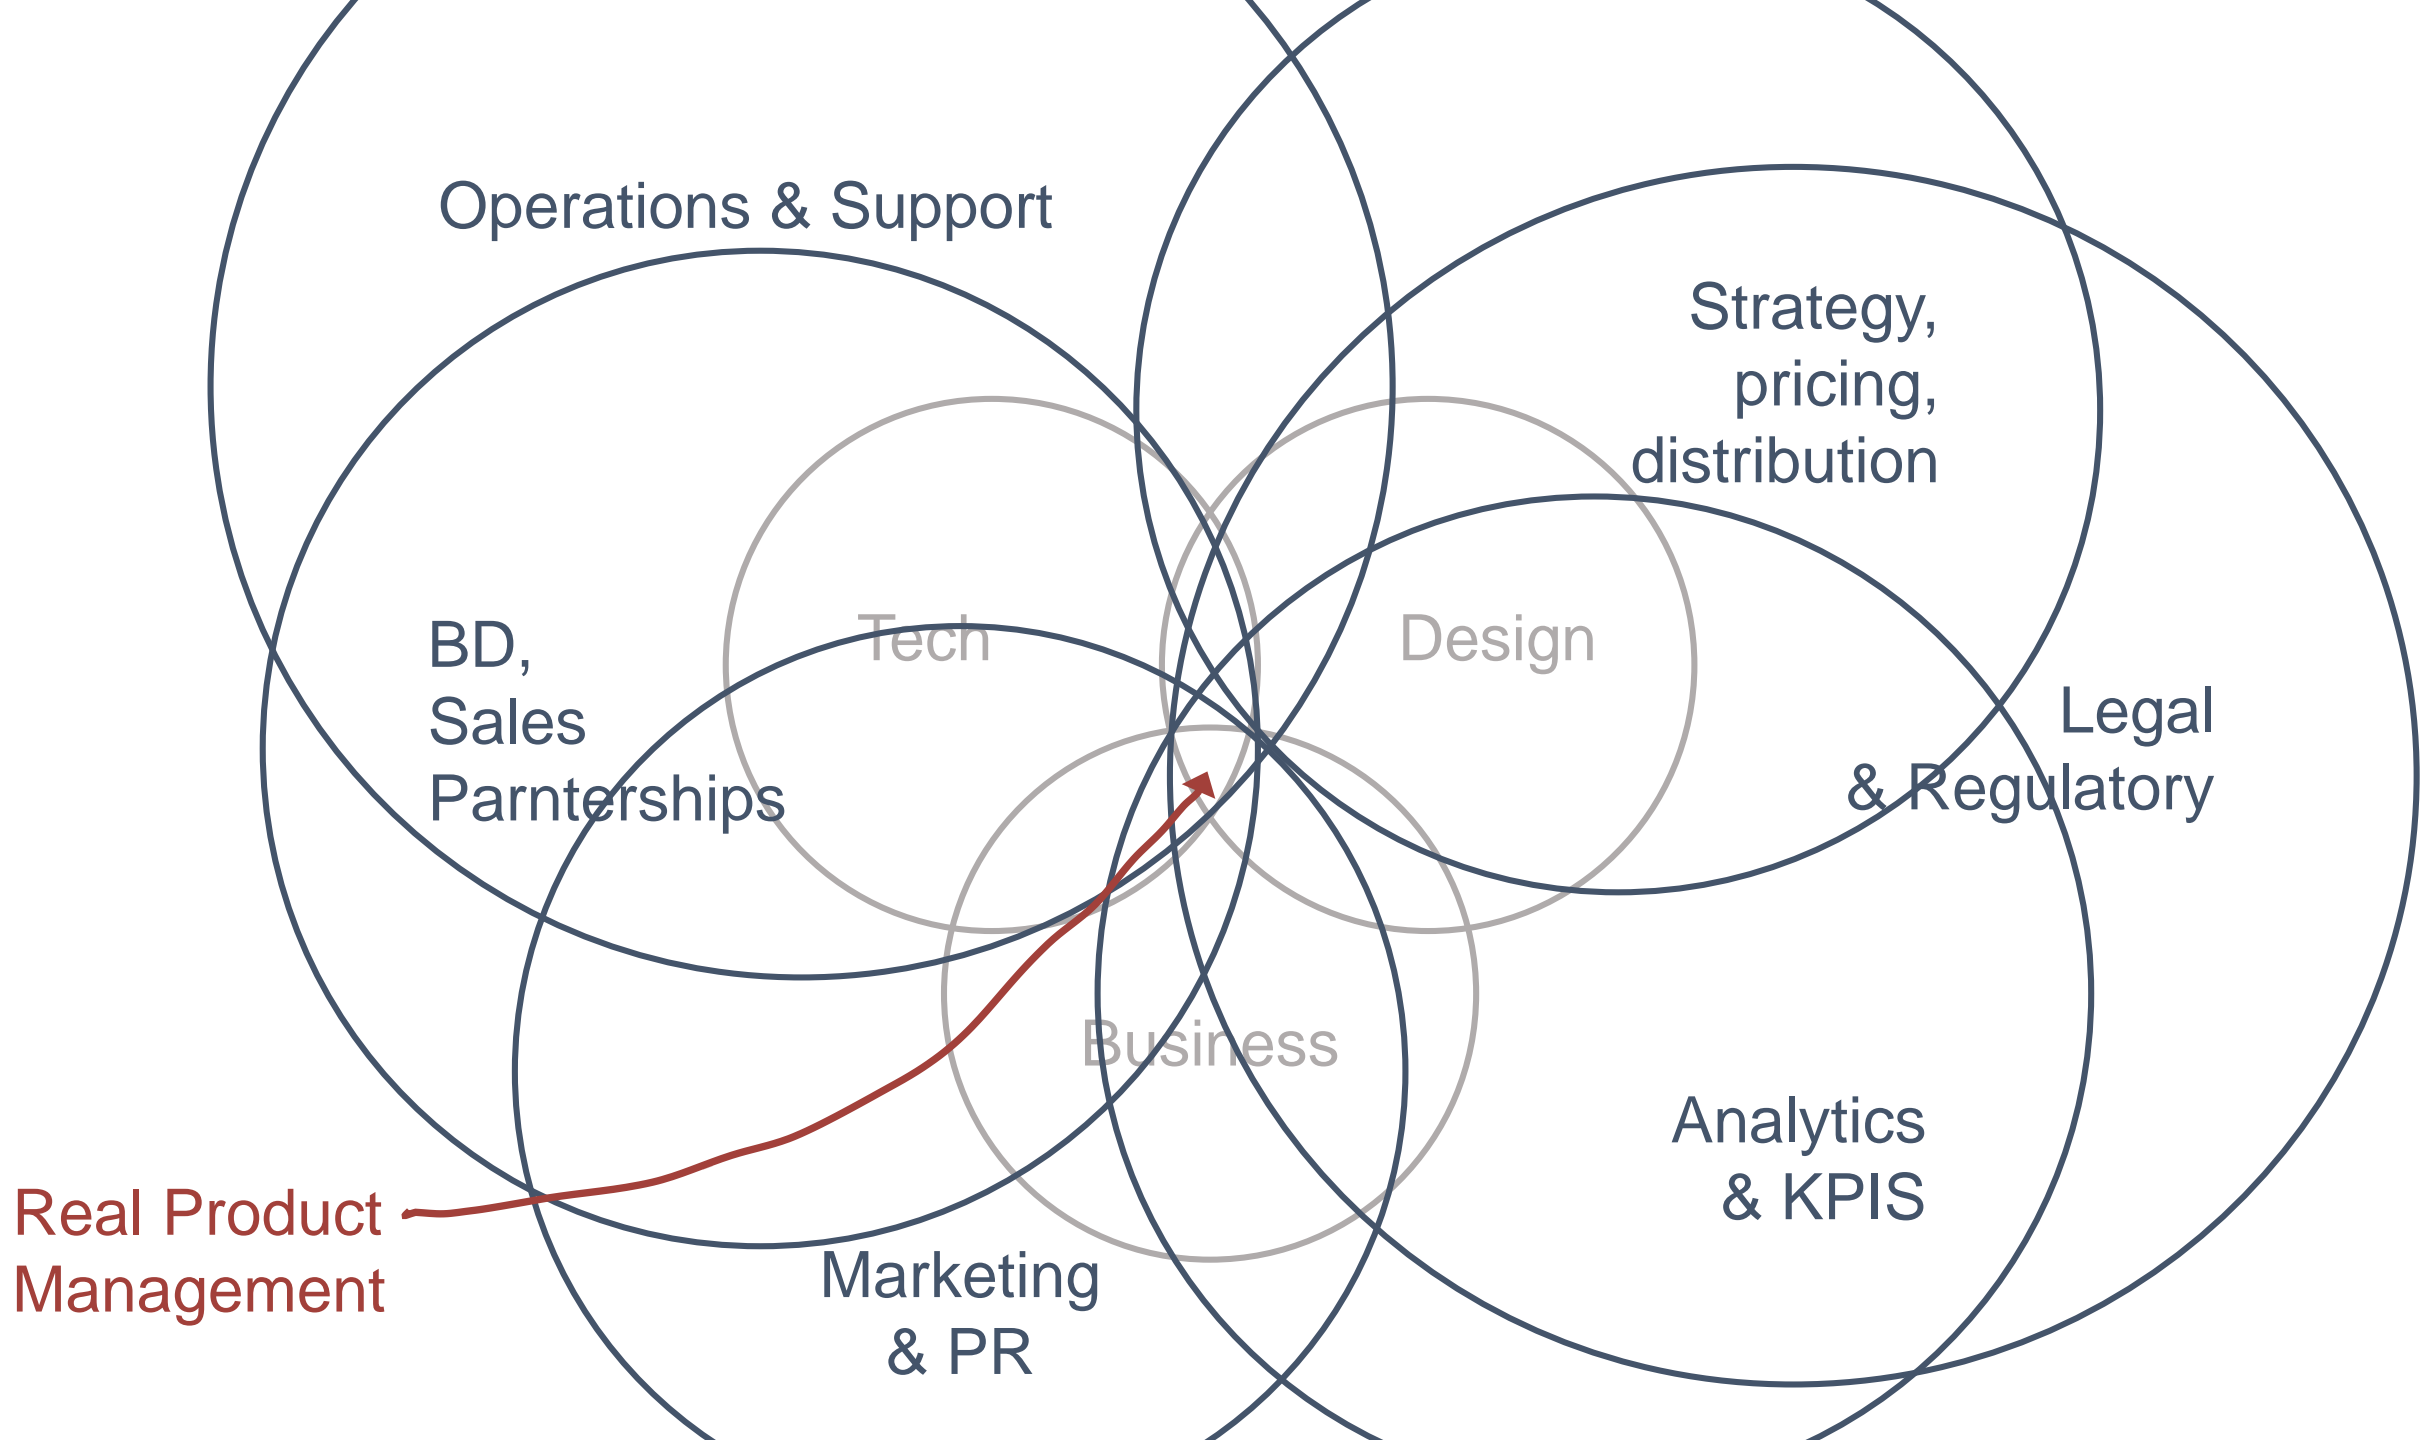 Operations & Support
Strategy,
pricing,
distribution
Tech
Design
BD,
Sales
Parnterships
Legal
& Regulatory
Business
Analytics
& KPIS
Real Product
Management
Marketing
& PR